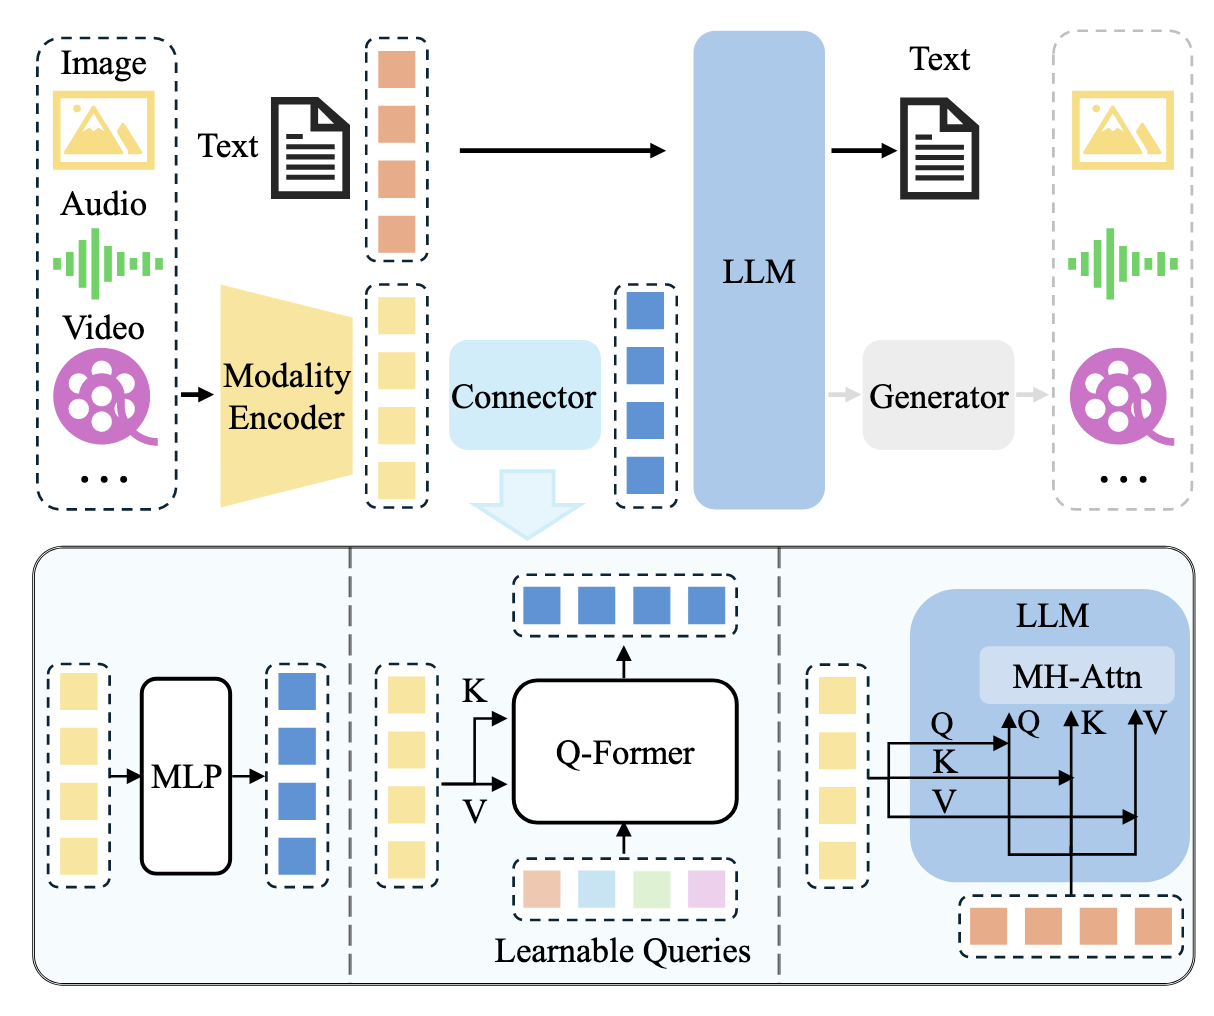 Image
Text
Text
Audio
LLM
Video
Modality
Encoder
Connector
Generator
...
...
LLM
MH-Attn
K
Q
Q
K
V
Q-Former
K
MLP
V
V
Learnable Queries